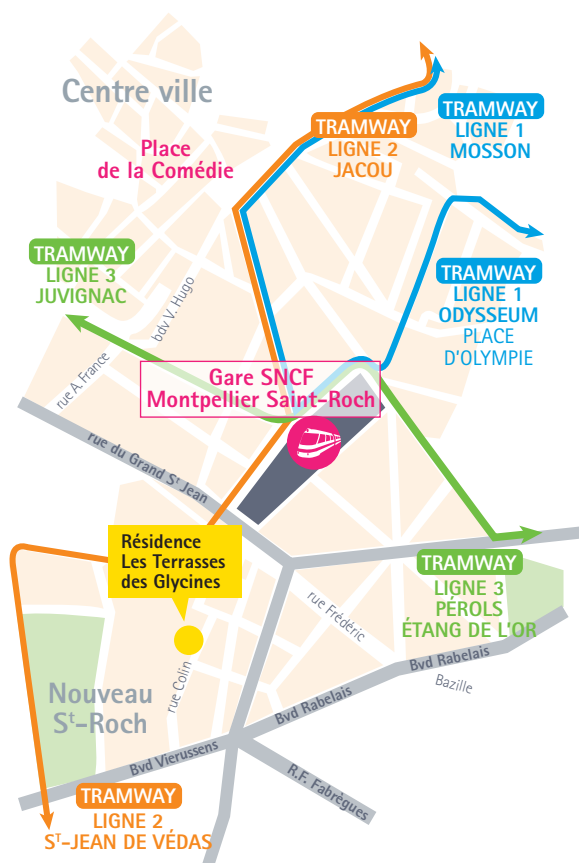 Centre ville
Place
de la Comédie
TRAMWAY
LIGNE 2
JACOU
TRAMWAY
LIGNE 1
MOSSON
TRAMWAY
LIGNE 3
JUVIGNAC
bdv V. Hugo
rue A. France
TRAMWAY
LIGNE 1
ODYSSEUM
PLACE
D'OLYMPIE
Gare SNCF
Montpellier Saint-Roch
rue du Grand Sᵗ Jean
Résidence
Les Terrasses
des Glycines
TRAMWAY
LIGNE 3
PÉROLS
ÉTANG DE L'OR
rue Frédéric
Bvd Rabelais
Bazille
rue Colin
Nouveau
Sᵗ-Roch
Bvd Rabelais
Bvd Vierussens
R.F. Fabrégues
TRAMWAY
LIGNE 2
Sᵀ-JEAN DE VÉDAS